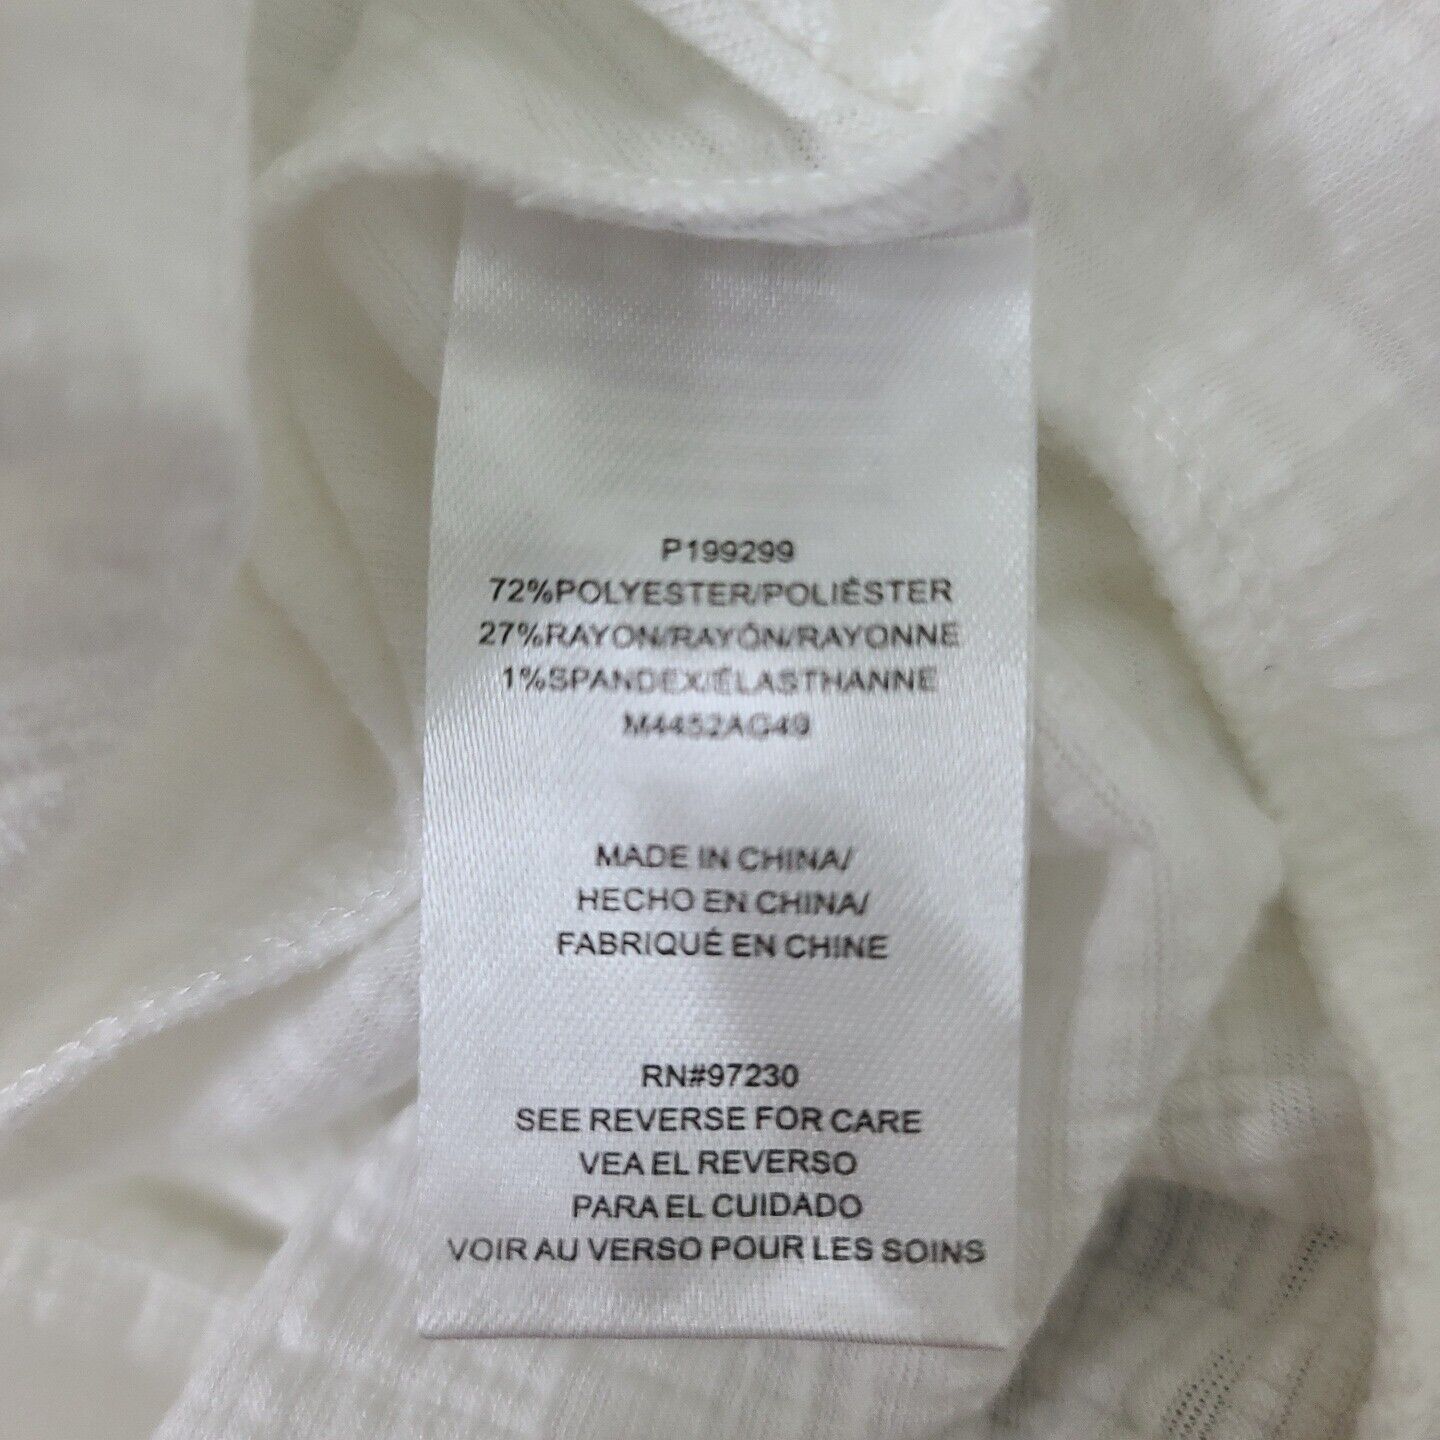 P199299
72%POLYESTER/POLIÉSTER
27%RAYON/RAYÓN/RAYONNE
1%SPANDEX/ÉLASTHANNE
M4452AG49
MADE IN CHINA/
HECHO EN CHINA/
FABRIQUÉ EN CHINE
RN#97230
SEE REVERSE FOR CARE
VEA EL REVERSO
PARA EL CUIDADO
VOIR AU VERSO POUR LES SOINS